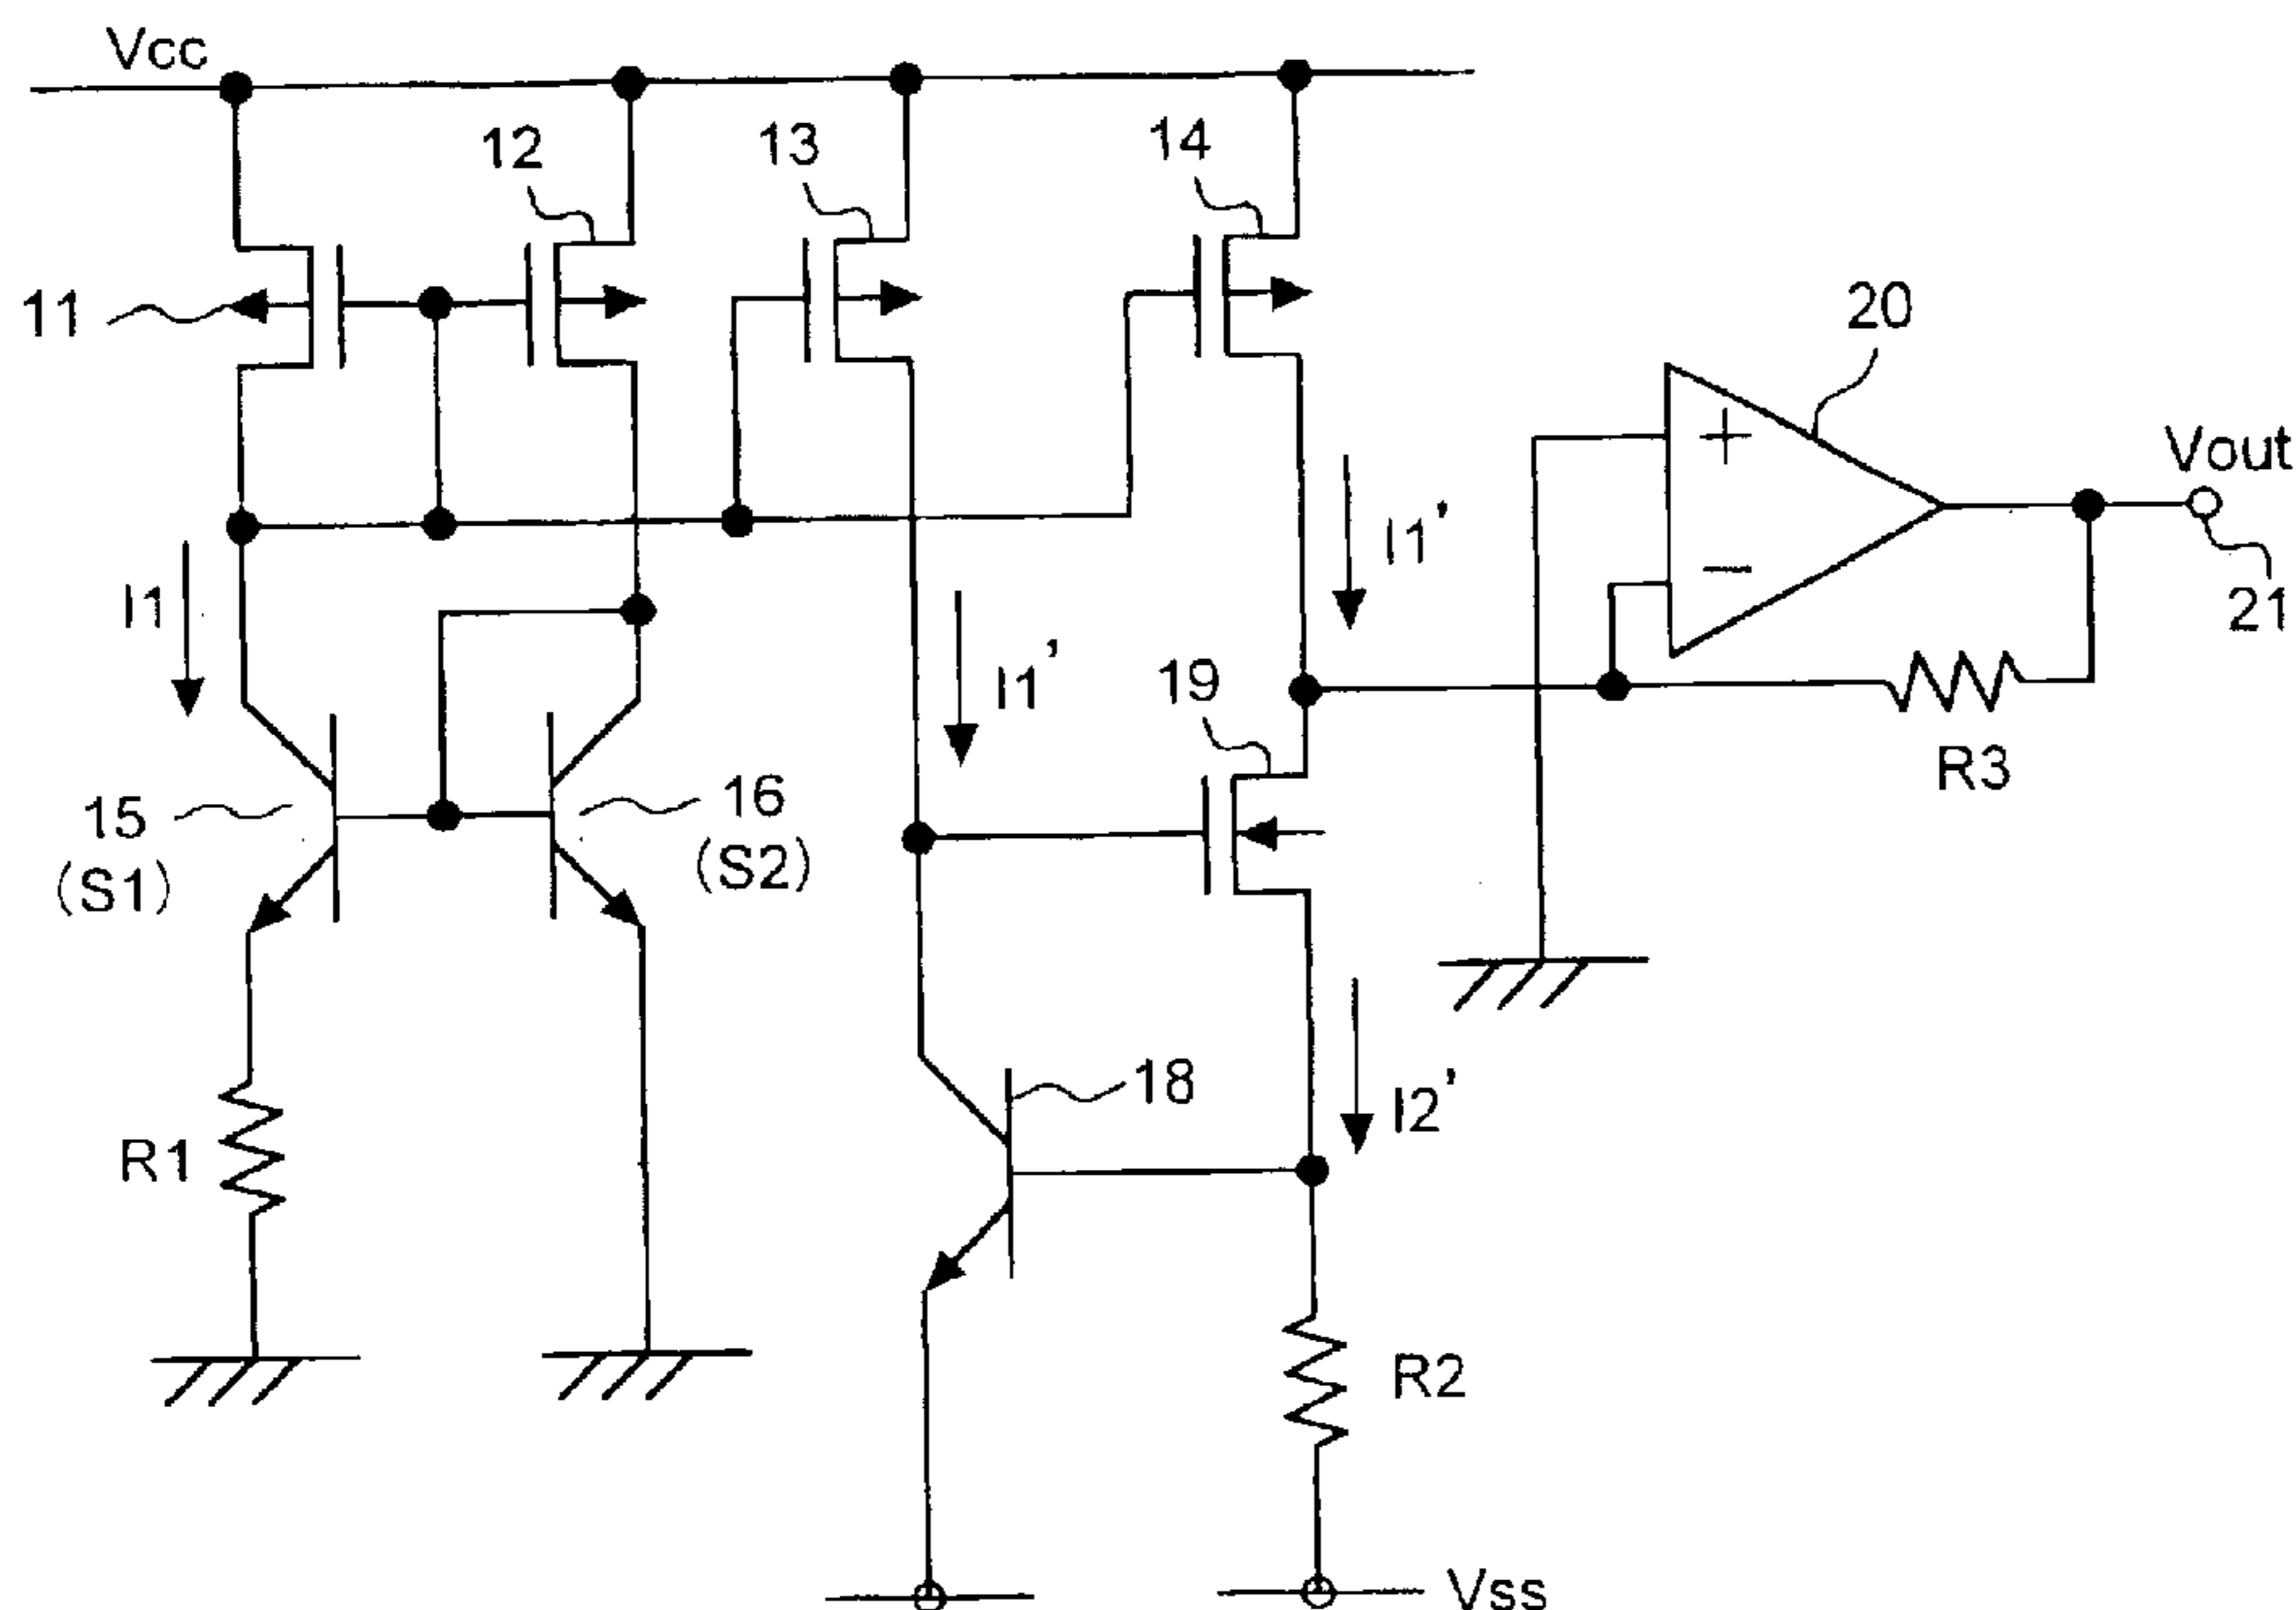 Vcc
12
13
14
11
20
Vout
I1
I1'
I1'
21
19
R3
15
(S1)
16
(S2)
18
I2'
R1
R2
Vss
+
−